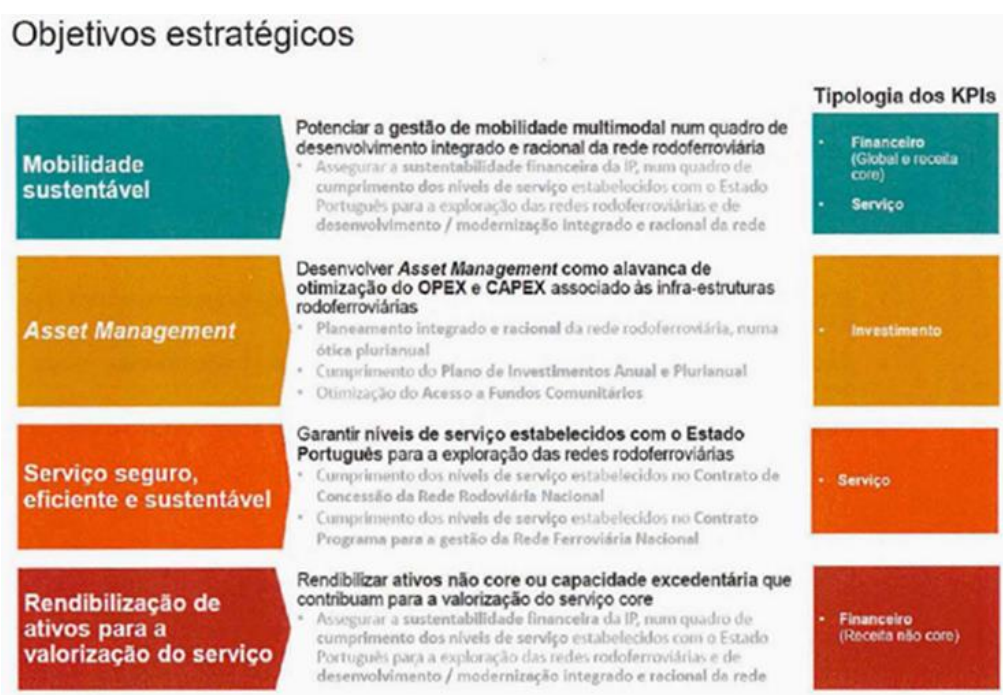 Objetivos estratégicos
Tipologia dos KPIs
Mobilidade
sustentável
Potenciar a gestão de mobilidade multimodal num quadro de
desenvolvimento integrado e racional da rede rodoferroviária
• Assegurar a sustentabilidade financeira da IP, num quadro de
cumprimento dos níveis de serviço estabelecidos com o Estado
Português para a exploração das redes rodoferroviárias e de
desenvolvimento / modernização integrado e racional da rede
• Financeiro
(Global e receita
core)
• Serviço
Asset Management
Desenvolver Asset Management como alavanca de
otimização do OPEX e CAPEX associado às infra-estruturas
rodoferroviárias
• Planeamento integrado e racional da rede rodoferroviária, numa
ótica plurianual
• Cumprimento do Plano de Investimentos Anual e Plurianual
• Otimização do Acesso a Fundos Comunitários
• Investimento
Serviço seguro,
eficiente e sustentável
Garantir níveis de serviço estabelecidos com o Estado
Português para a exploração das redes rodoferroviárias
• Cumprimento dos níveis de serviço estabelecidos no Contrato de
Concessão da Rede Rodoviária Nacional
• Cumprimento dos níveis de serviço estabelecidos no Contrato
Programa para a gestão da Rede Ferroviária Nacional
• Serviço
Rendibilização de
ativos para a
valorização do serviço
Rendibilizar ativos não core ou capacidade excedentária que
contribuam para a valorização do serviço core
• Assegurar a sustentabilidade financeira da IP, num quadro de
cumprimento dos níveis de serviço estabelecidos com o Estado
Português para a exploração das redes rodoferroviárias e de
desenvolvimento / modernização integrado e racional da rede
• Financeiro
(Receita não core)